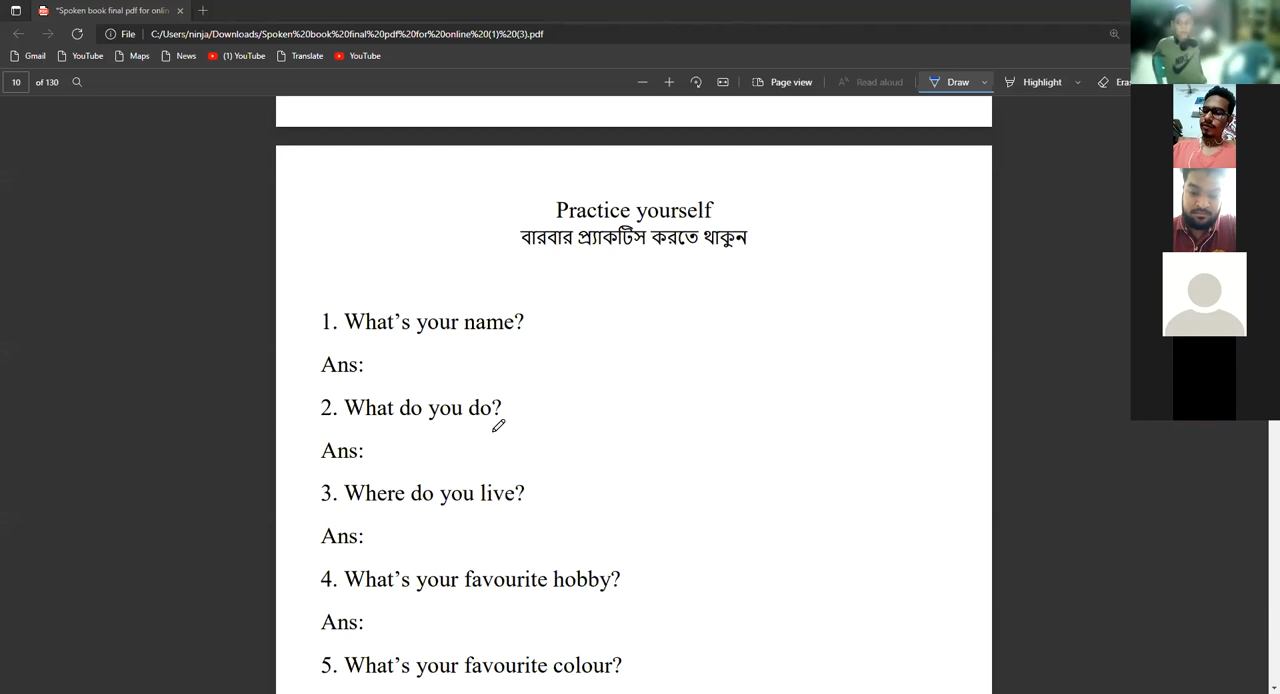 *Spoken book final pdf for onlin
File C:/Users/ninja/Downloads/Spoken%20book%20final%20pdf%20for%20online%20(1)%20(3).pdf
Gmail YouTube Maps News (1) YouTube Translate YouTube
10 of 130 Page view Read aloud Draw Highlight Era
Practice yourself
বারবার প্র্যাকটিস করতে থাকুন
1. What’s your name?
Ans:
2. What do you do?
Ans:
3. Where do you live?
Ans:
4. What’s your favourite hobby?
Ans:
5. What’s your favourite colour?